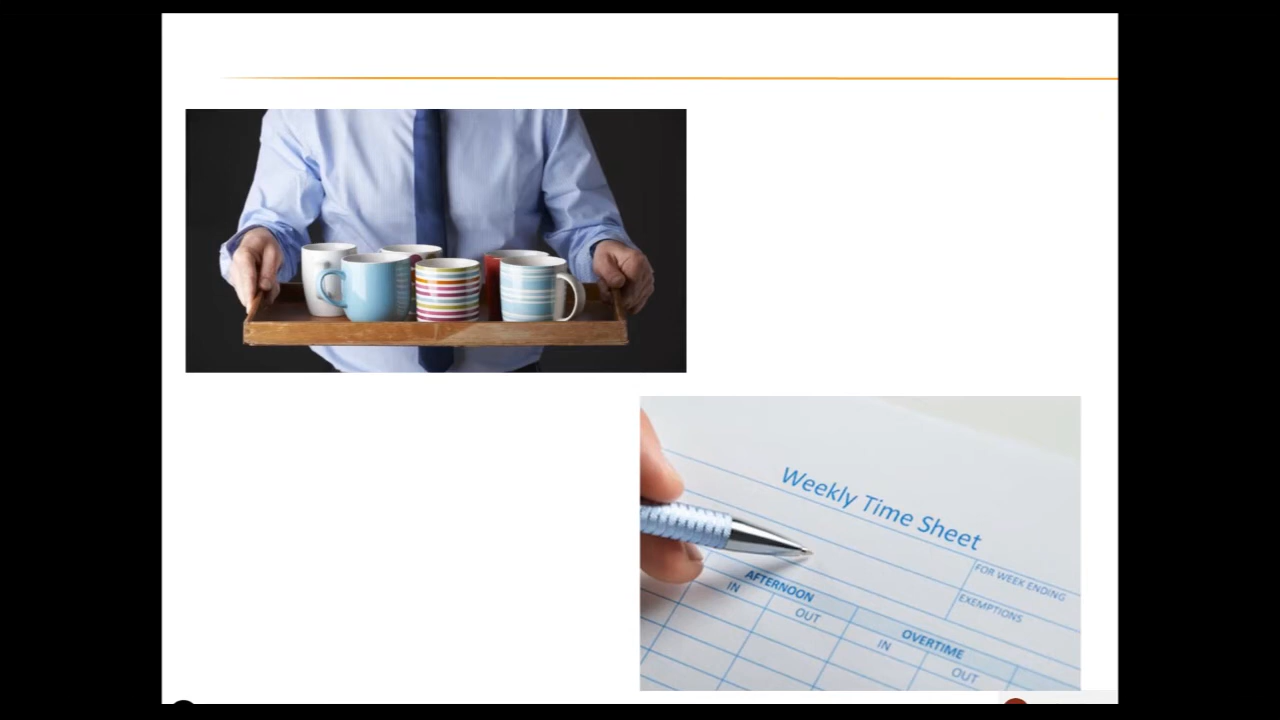 Weekly Time Sheet
FOR WEEK ENDING
EXEMPTIONS
AFTERNOON
IN
OUT
OVERTIME
IN
OUT